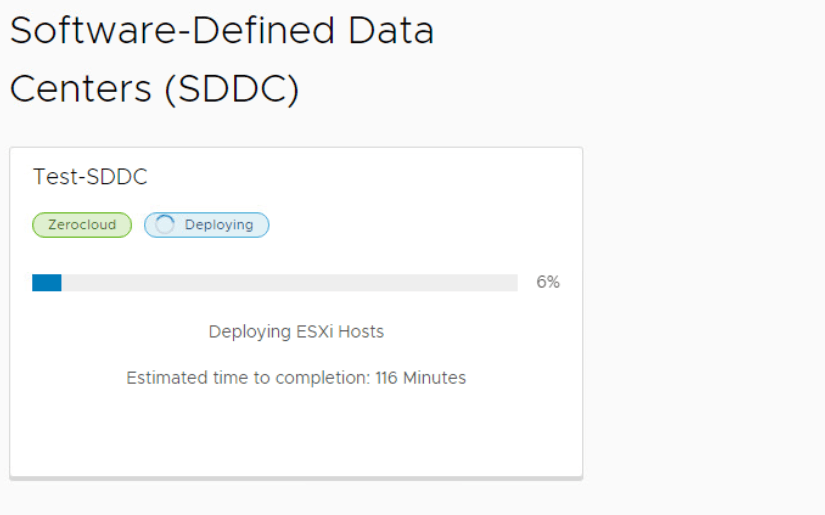 Software-Defined Data
Centers (SDDC)
Test-SDDC
Zerocloud Deploying
6%
Deploying ESXi Hosts
Estimated time to completion: 116 Minutes